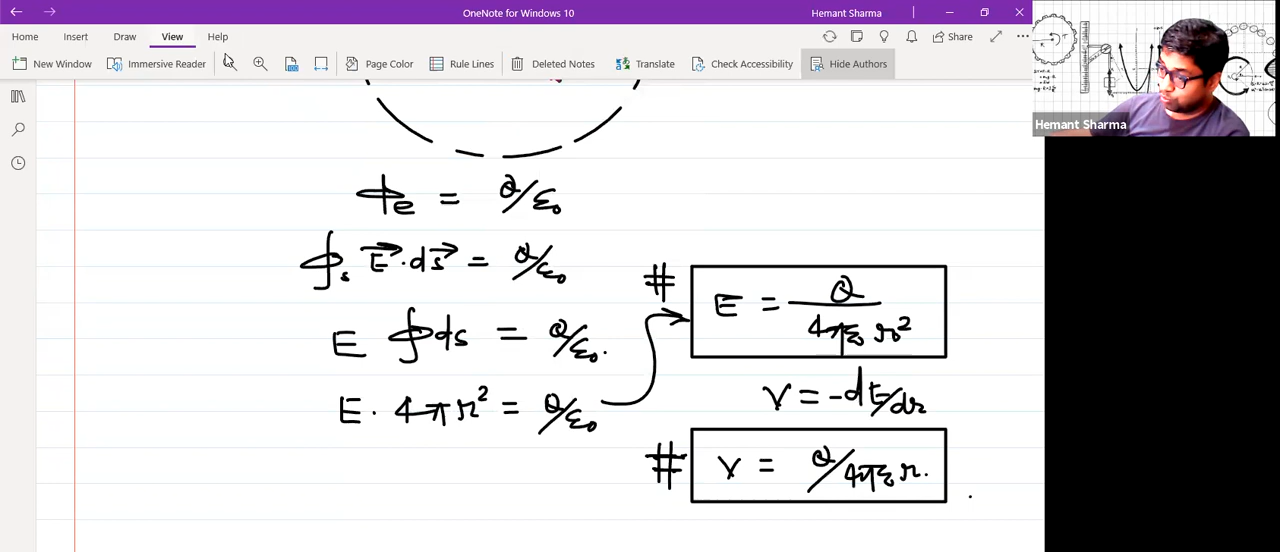 OneNote for Windows 10
Hemant Sharma
Home Insert Draw View Help
Share
New Window Immersive Reader Page Color Rule Lines Deleted Notes Translate Check Accessibility Hide Authors
Hemant Sharma
ϕe = Q/ε₀
∮s E⃗·ds⃗ = Q/ε₀
E ∮ds = Q/ε₀.
E. 4πr² = Q/ε₀
# E = Q/4πε₀r²
V = -dE/dr
# V = Q/4πε₀r.